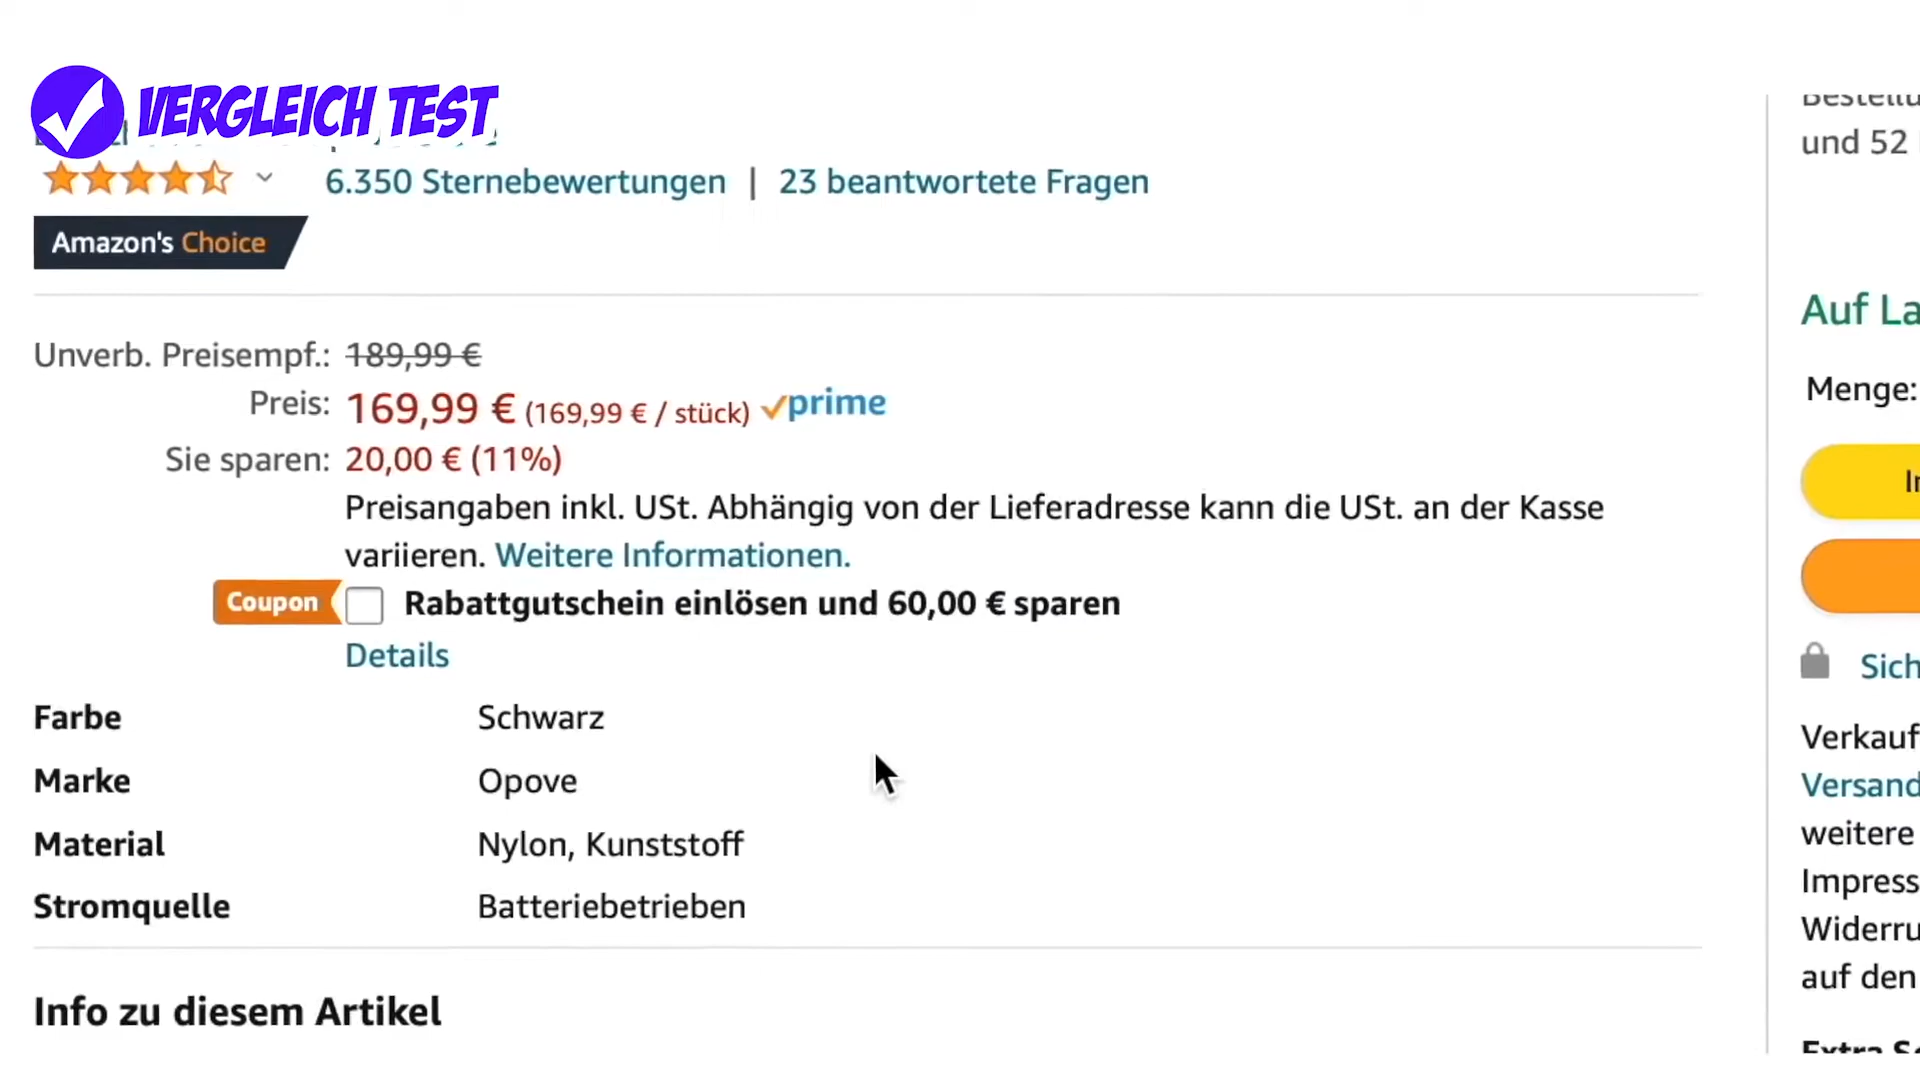 VERGLEICH TEST
6.350 Sternebewertungen | 23 beantwortete Fragen
Amazon's Choice
Unverb. Preisempf.: 189,99 €
Preis: 169,99 € (169,99 € / stück) prime
Sie sparen: 20,00 € (11%)
Preisangaben inkl. USt. Abhängig von der Lieferadresse kann die USt. an der Kasse
variieren. Weitere Informationen.
Coupon Rabattgutschein einlösen und 60,00 € sparen
Details
Farbe Schwarz
Marke Opove
Material Nylon, Kunststoff
Stromquelle Batteriebetrieben
Info zu diesem Artikel
und 52
Auf La
Menge:
Sich
Verkauf
Versand
weitere
Impress
Widerru
auf den